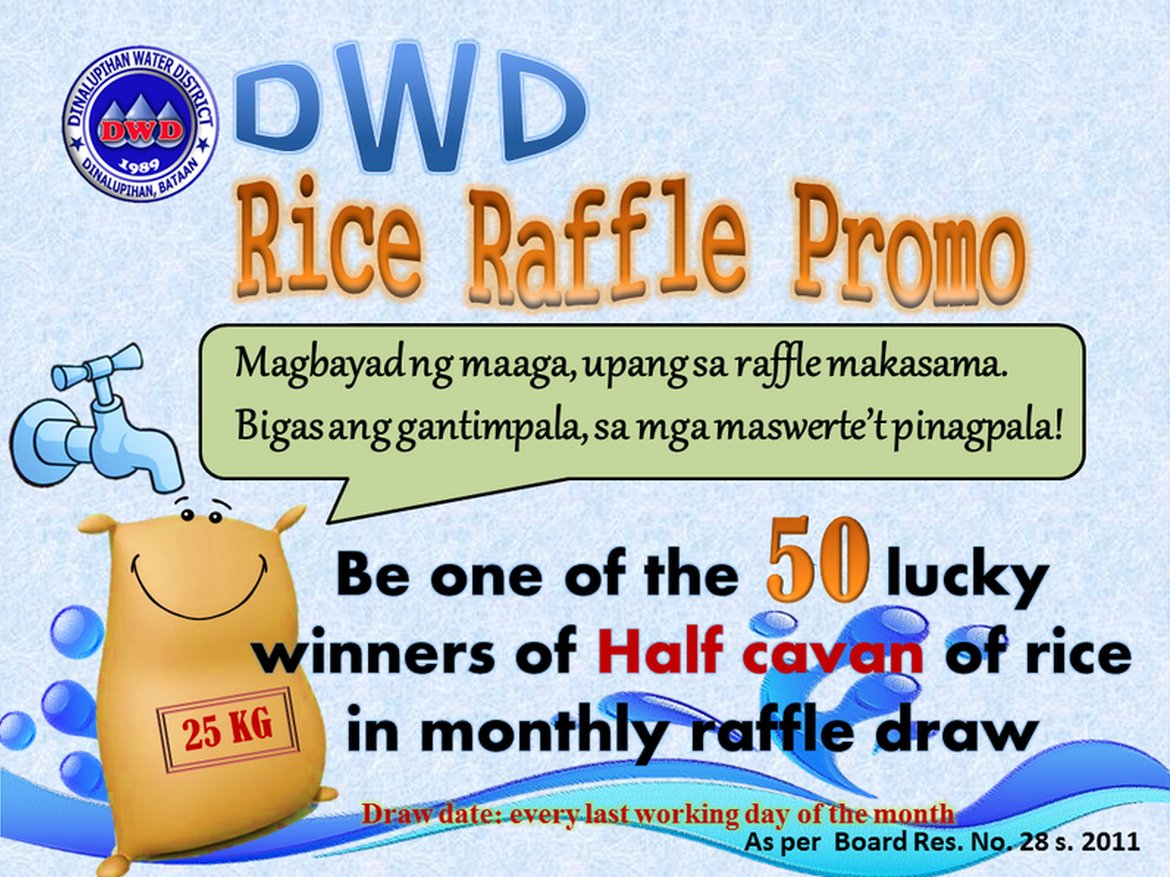 DINALUPIHAN WATER DISTRICT
DWD
1989
DINALUPIHAN, BATAAN
DWD
Rice Raffle Promo
Magbayad ng maaga, upang sa raffle makasama.
Bigas ang gantimpala, sa mga maswerte't pinagpala!
Be one of the 50 lucky
winners of Half cavan of rice
in monthly raffle draw
25 KG
Draw date: every last working day of the month
As per Board Res. No. 28 s. 2011